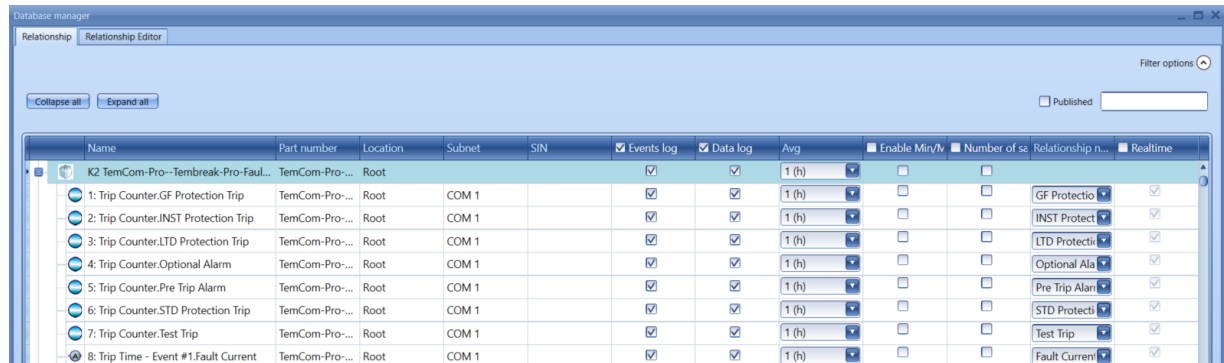 Database manager
Relationship Relationship Editor
Filter options
Collapse all Expand all Published
Name Part number Location Subnet SIN Events log Data log Avg Enable Min/M Number of sa Relationship n... Realtime
K2 TemCom-Pro--Tembreak-Pro-Faul... TemCom-Pro-... Root 1 (h)
1: Trip Counter.GF Protection Trip TemCom-Pro-... Root COM 1 1 (h) GF Protectio
2: Trip Counter.INST Protection Trip TemCom-Pro-... Root COM 1 1 (h) INST Protect
3: Trip Counter.LTD Protection Trip TemCom-Pro-... Root COM 1 1 (h) LTD Protectic
4: Trip Counter.Optional Alarm TemCom-Pro-... Root COM 1 1 (h) Optional Ala
5: Trip Counter.Pre Trip Alarm TemCom-Pro-... Root COM 1 1 (h) Pre Trip Alan
6: Trip Counter.STD Protection Trip TemCom-Pro-... Root COM 1 1 (h) STD Protecti
7: Trip Counter.Test Trip TemCom-Pro-... Root COM 1 1 (h) Test Trip
8: Trip Time - Event #1.Fault Current TemCom-Pro-... Root COM 1 1 (h) Fault Current